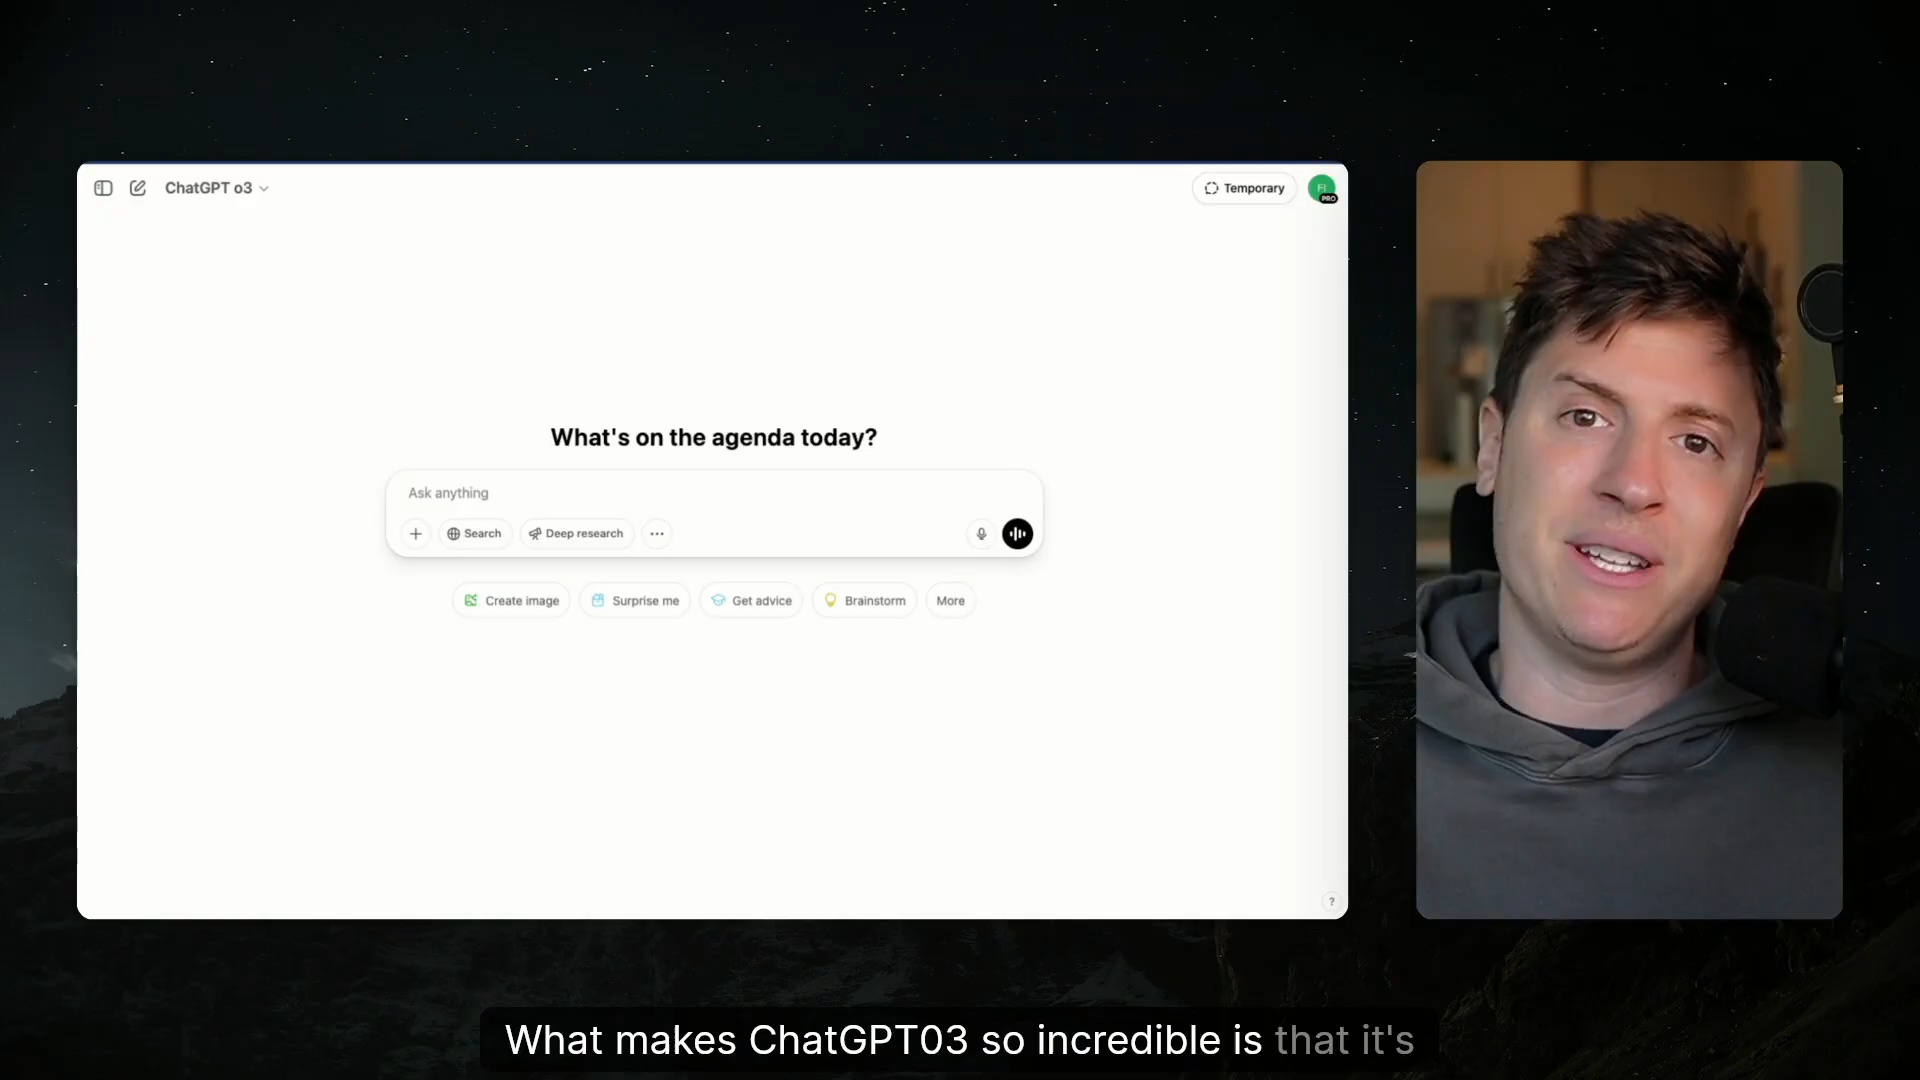 ChatGPT o3
Temporary
PRO
What's on the agenda today?
Ask anything
Search
Deep research
Create image
Surprise me
Get advice
Brainstorm
More
?
What makes ChatGPT03 so incredible is that it's